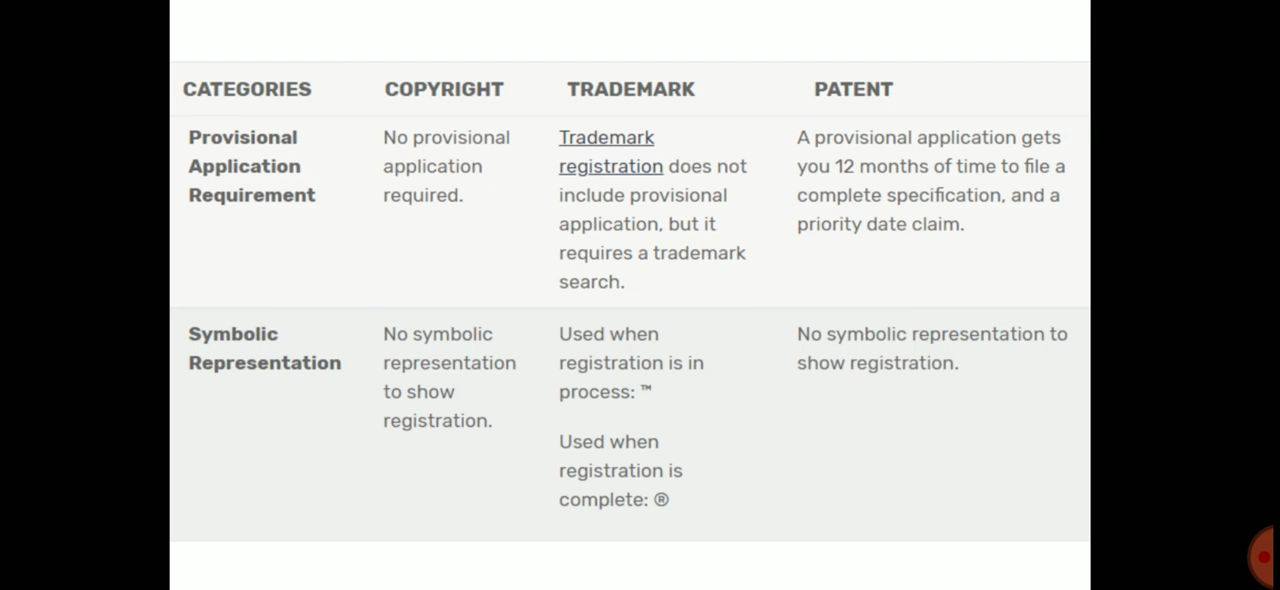 CATEGORIES COPYRIGHT TRADEMARK PATENT
Provisional
Application
Requirement
No provisional
application
required.
Trademark
registration does not
include provisional
application, but it
requires a trademark
search.
A provisional application gets
you 12 months of time to file a
complete specification, and a
priority date claim.
Symbolic
Representation
No symbolic
representation
to show
registration.
Used when
registration is in
process: ™
Used when
registration is
complete: ®
No symbolic representation to
show registration.